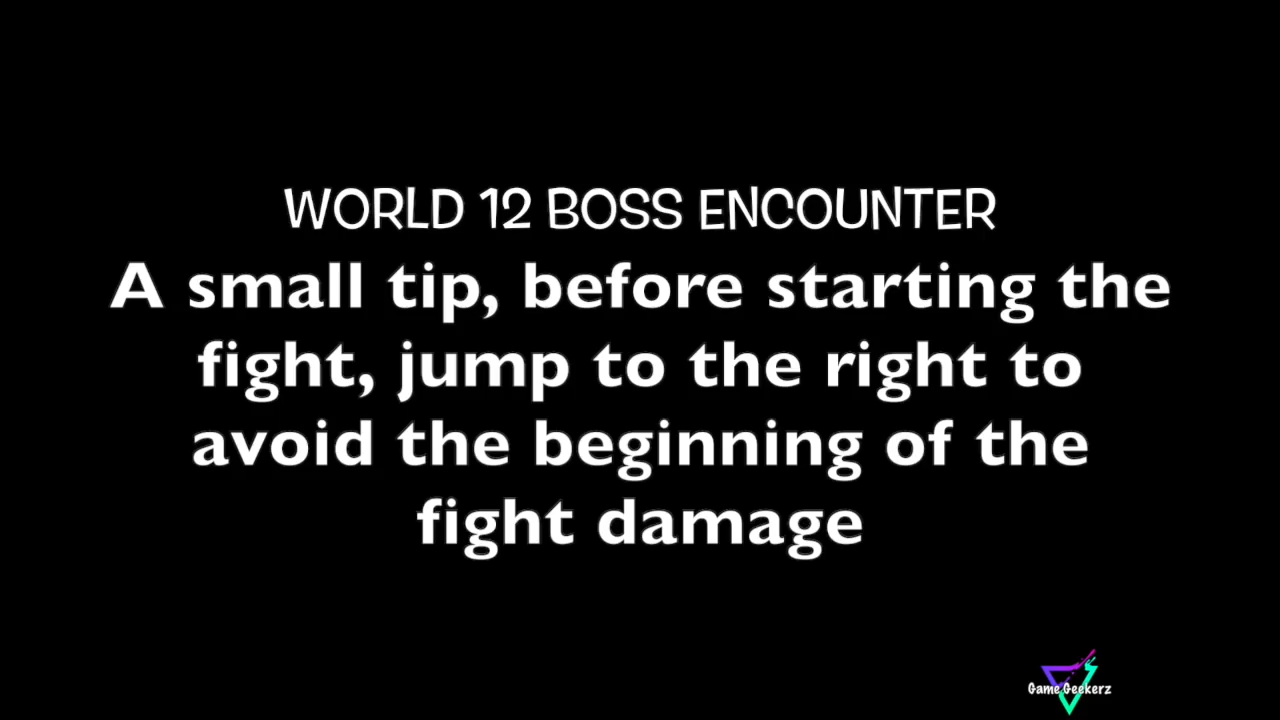 WORLD 12 BOSS ENCOUNTER
A small tip, before starting the
fight, jump to the right to
avoid the beginning of the
fight damage
Game Geekerz